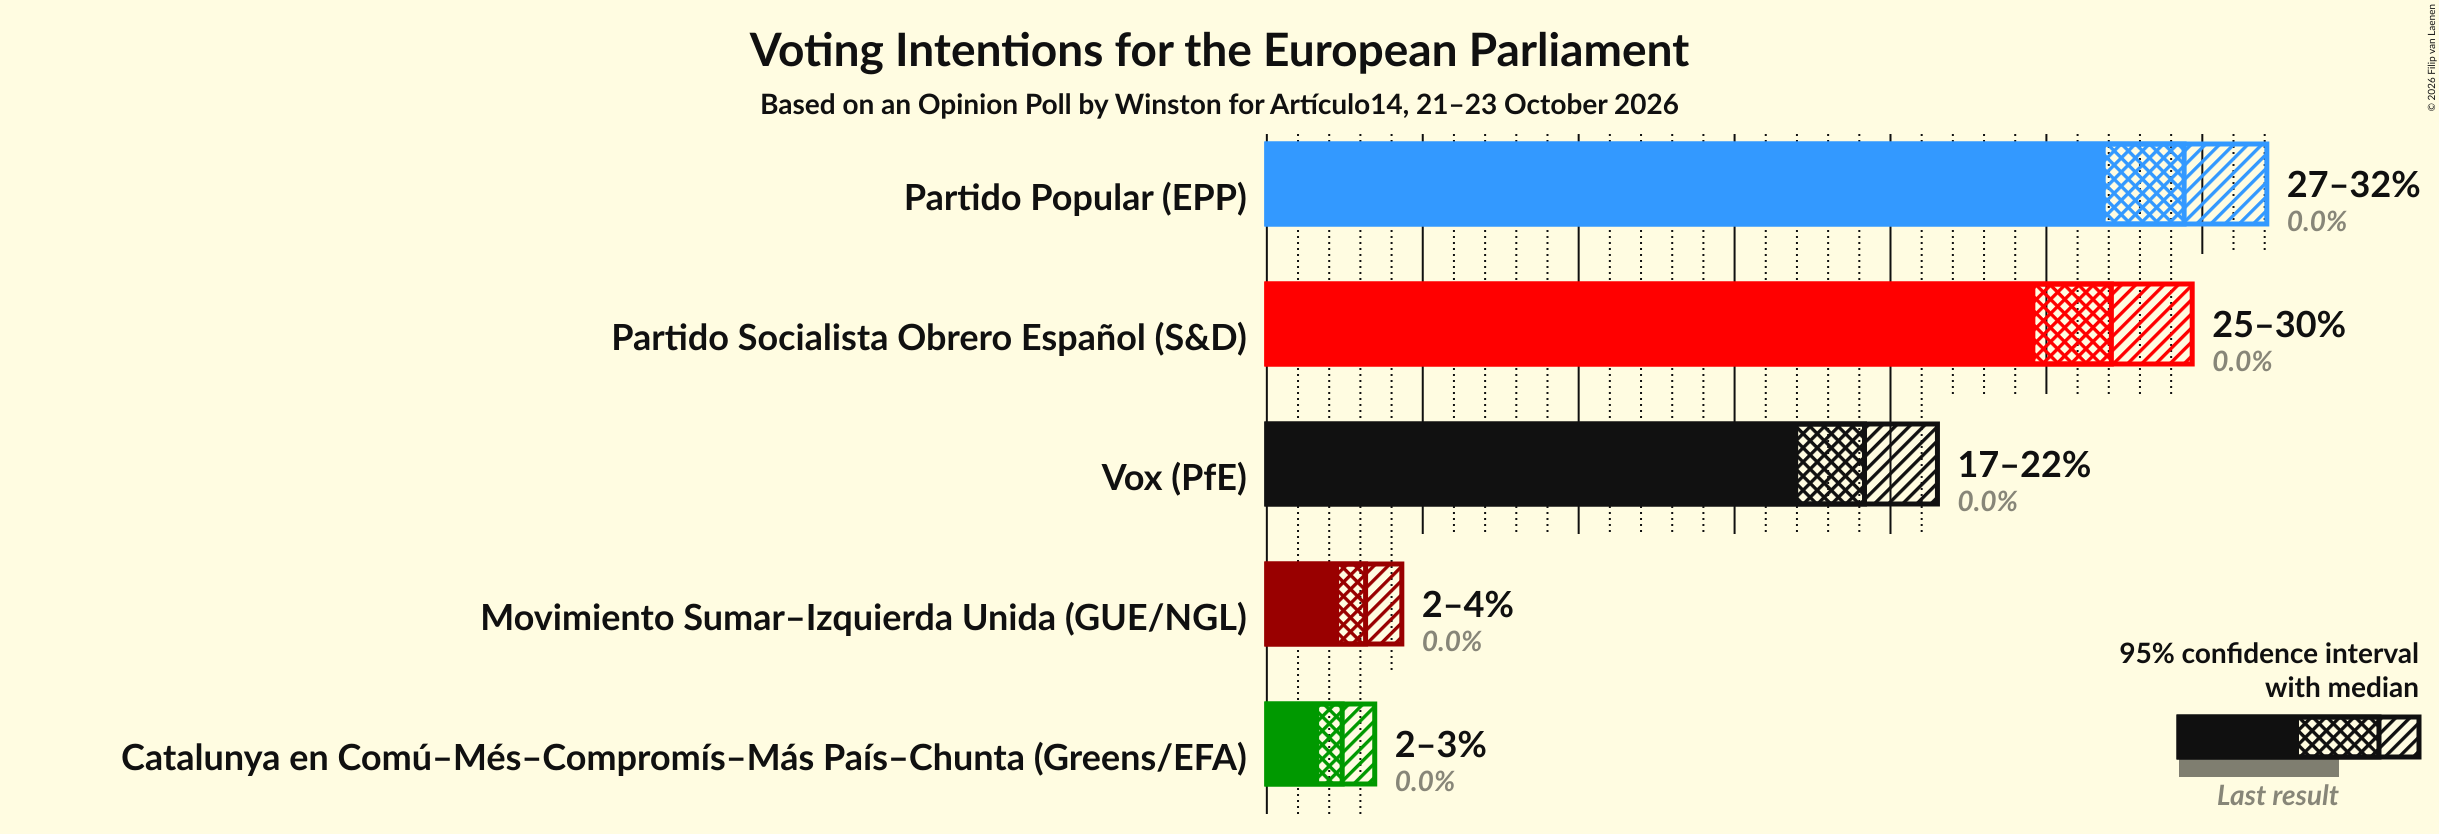 Voting Intentions for the European Parliament
Based on an Opinion Poll by Winston for Artículo14, 21–23 October 2026
© 2026 Filip van Laenen
Partido Popular (EPP)
27–32%
0.0%
Partido Socialista Obrero Español (S&D)
25–30%
0.0%
Vox (PfE)
17–22%
0.0%
Movimiento Sumar–Izquierda Unida (GUE/NGL)
2–4%
0.0%
Catalunya en Comú–Més–Compromís–Más País–Chunta (Greens/EFA)
2–3%
0.0%
95% confidence interval
with median
Last result